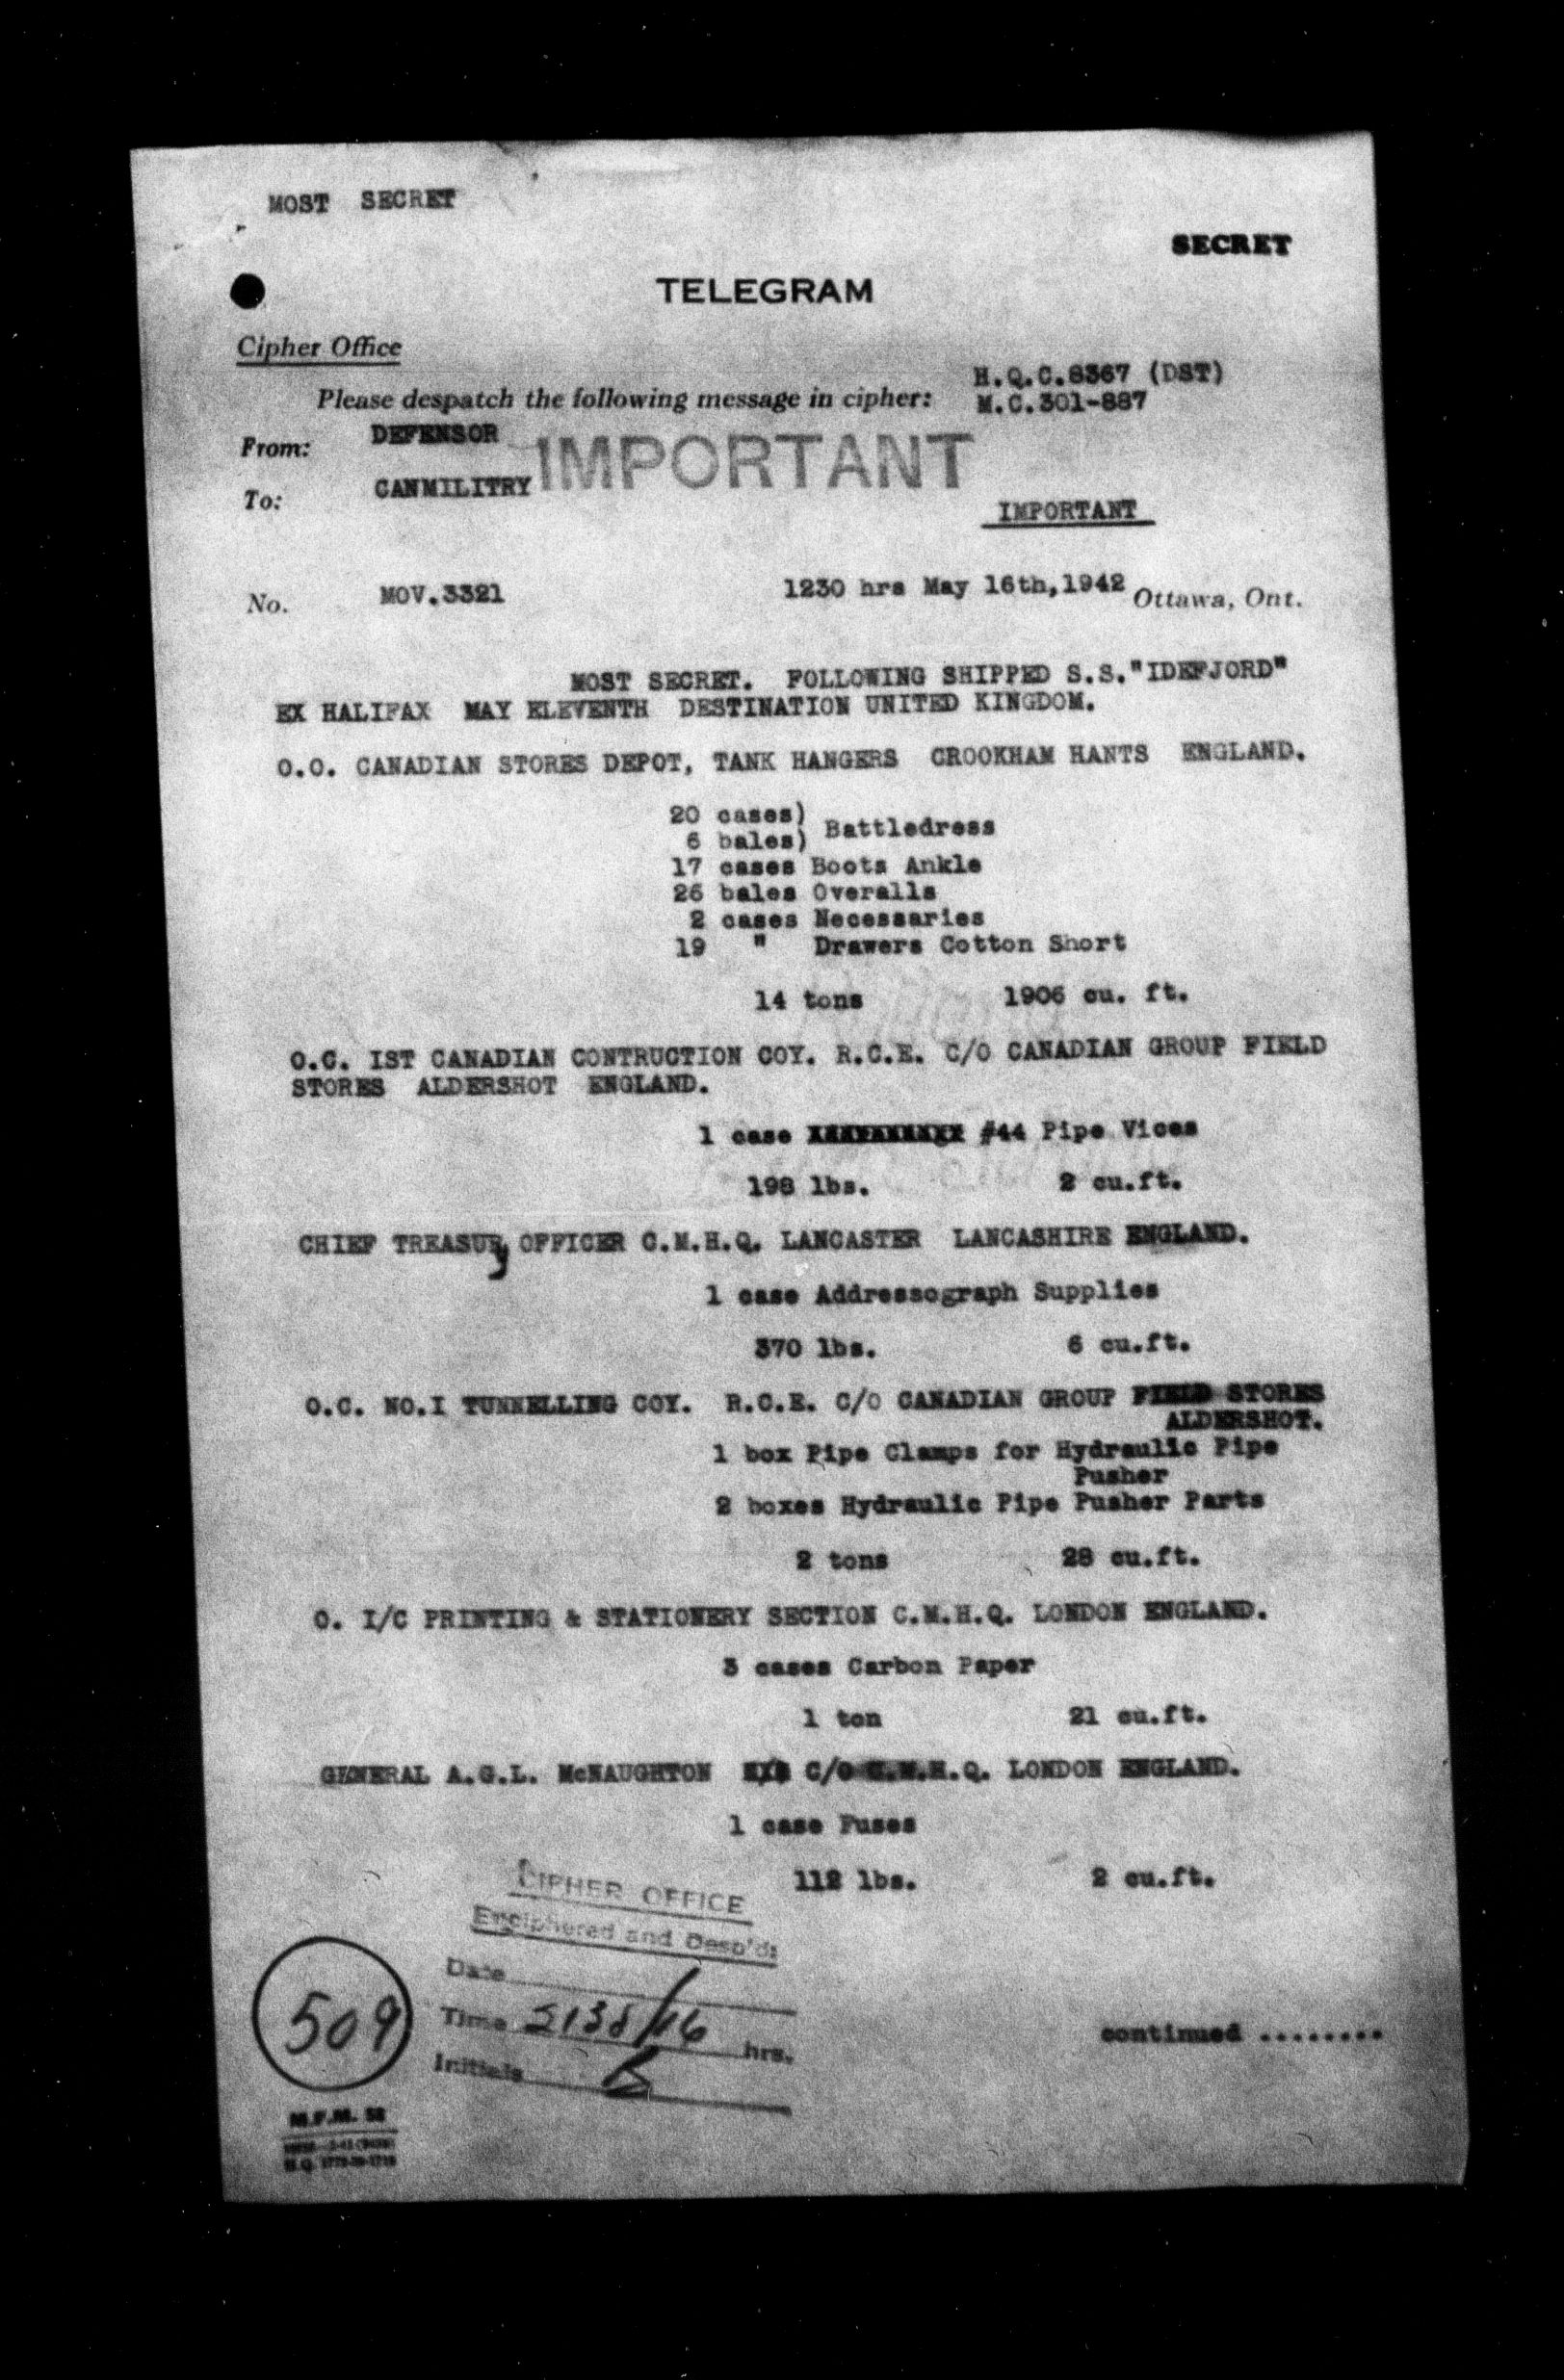 MOST SECRET
SECRET
TELEGRAM
Cipher Office
H.Q.C.8367 (DST)
Please despatch the following message in cipher: M.C.301-887
From: DEFENSOR
IMPORTANT
To: CANMILITRY
IMPORTANT
No. MOV.3321 1230 hrs May 16th,1942 Ottawa, Ont.
MOST SECRET. FOLLOWING SHIPPED S.S."IDEFJORD"
EX HALIFAX MAY ELEVENTH DESTINATION UNITED KINGDOM.
O.O. CANADIAN STORES DEPOT, TANK HANGERS CROOKHAM HANTS ENGLAND.
20 cases)
6 bales) Battledress
17 cases Boots Ankle
26 bales Overalls
2 cases Necessaries
19 " Drawers Cotton Short
14 tons 1906 cu. ft.
O.C. IST CANADIAN CONTRUCTION COY. R.C.E. C/O CANADIAN GROUP FIELD
STORES ALDERSHOT ENGLAND.
1 case #44 Pipe Vices
198 lbs. 2 cu.ft.
CHIEF TREASURy OFFICER C.M.H.Q. LANCASTER LANCASHIRE ENGLAND.
1 case Addressograph Supplies
370 lbs. 6 cu.ft.
O.C. NO.I TUNNELLING COY. R.C.E. C/O CANADIAN GROUP FIELD STORES
ALDERSHOT.
1 box Pipe Clamps for Hydraulic Pipe
Pusher
2 boxes Hydraulic Pipe Pusher Parts
2 tons 28 cu.ft.
O. I/C PRINTING & STATIONERY SECTION C.M.H.Q. LONDON ENGLAND.
3 cases Carbon Paper
1 ton 21 cu.ft.
GENERAL A.G.L. McNAUGHTON C/O C.M.H.Q. LONDON ENGLAND.
1 case Fuses
112 lbs. 2 cu.ft.
CIPHER OFFICE
Enciphered and Desp'd:
Date
Time 2138/16 hrs.
Initials
509
continued ........
M.F.M. 52